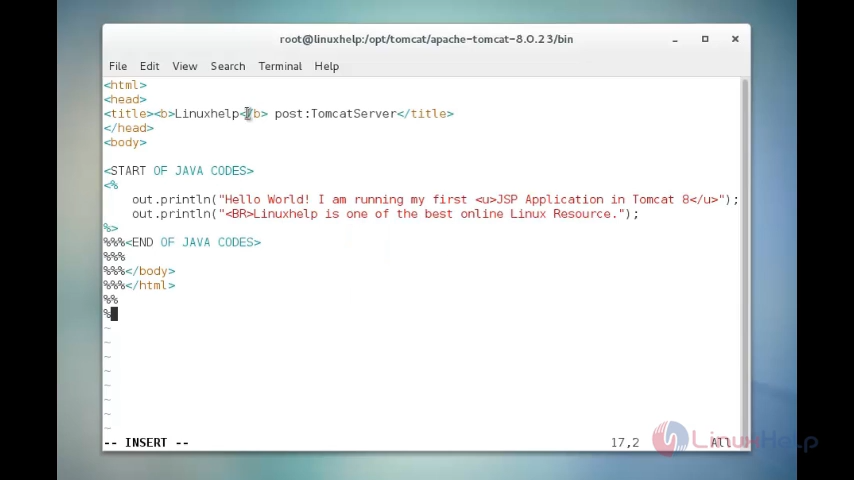 root@linuxhelp:/opt/tomcat/apache-tomcat-8.0.23/bin
File Edit View Search Terminal Help
<html>
<head>
<title><b>Linuxhelp</b> post:TomcatServer</title>
</head>
<body>
<START OF JAVA CODES>
<%
out.println("Hello World! I am running my first <u>JSP Application in Tomcat 8</u>");
out.println("<BR>Linuxhelp is one of the best online Linux Resource.");
%>
%%%<END OF JAVA CODES>
%%%
%%%</body>
%%%</html>
%%
%
~
~
~
~
~
~
~
~
-- INSERT -- 17,2 All
LinuxHelp